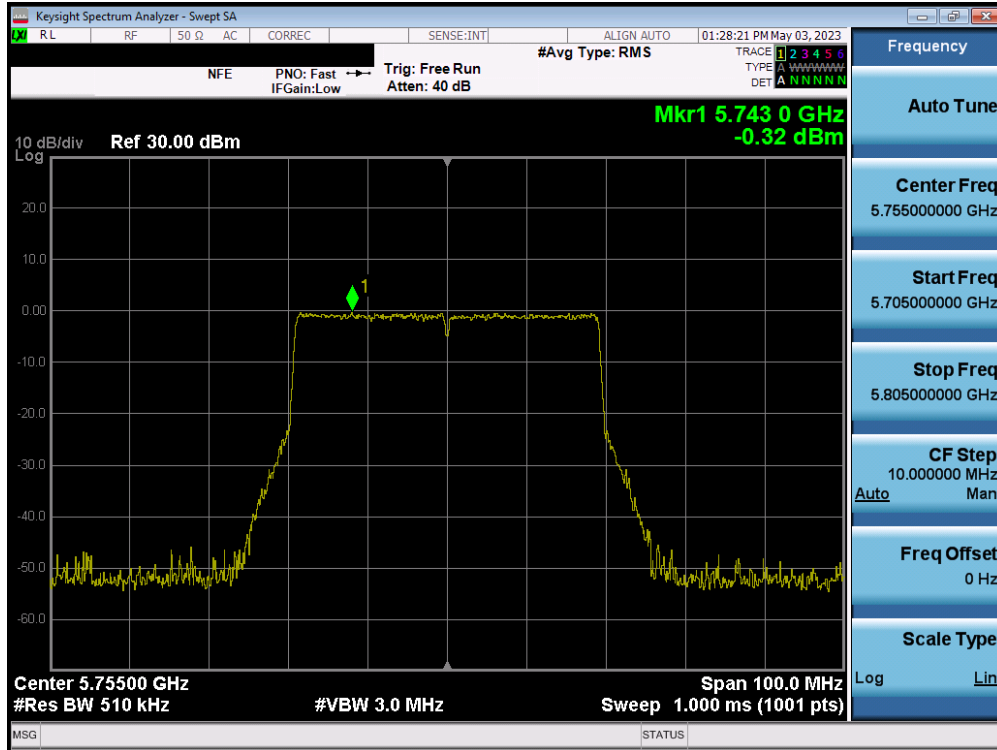 Keysight Spectrum Analyzer - Swept SA
LXI RL RF 50 Ω AC CORREC SENSE:INT ALIGN AUTO 01:28:21 PM May 03, 2023
NFE PNO: Fast Trig: Free Run #Avg Type: RMS TRACE 1 2 3 4 5 6
IFGain:Low Atten: 40 dB TYPE A WWWWW
DET A N N N N N
Mkr1 5.743 0 GHz
-0.32 dBm
10 dB/div Ref 30.00 dBm
Log
20.0
10.0
1
0.00
-10.0
-20.0
-30.0
-40.0
-50.0
-60.0
Center 5.75500 GHz Span 100.0 MHz
#Res BW 510 kHz #VBW 3.0 MHz Sweep 1.000 ms (1001 pts)
MSG STATUS
Frequency
Auto Tune
Center Freq
5.755000000 GHz
Start Freq
5.705000000 GHz
Stop Freq
5.805000000 GHz
CF Step
10.000000 MHz
Auto Man
Freq Offset
0 Hz
Scale Type
Log Lin